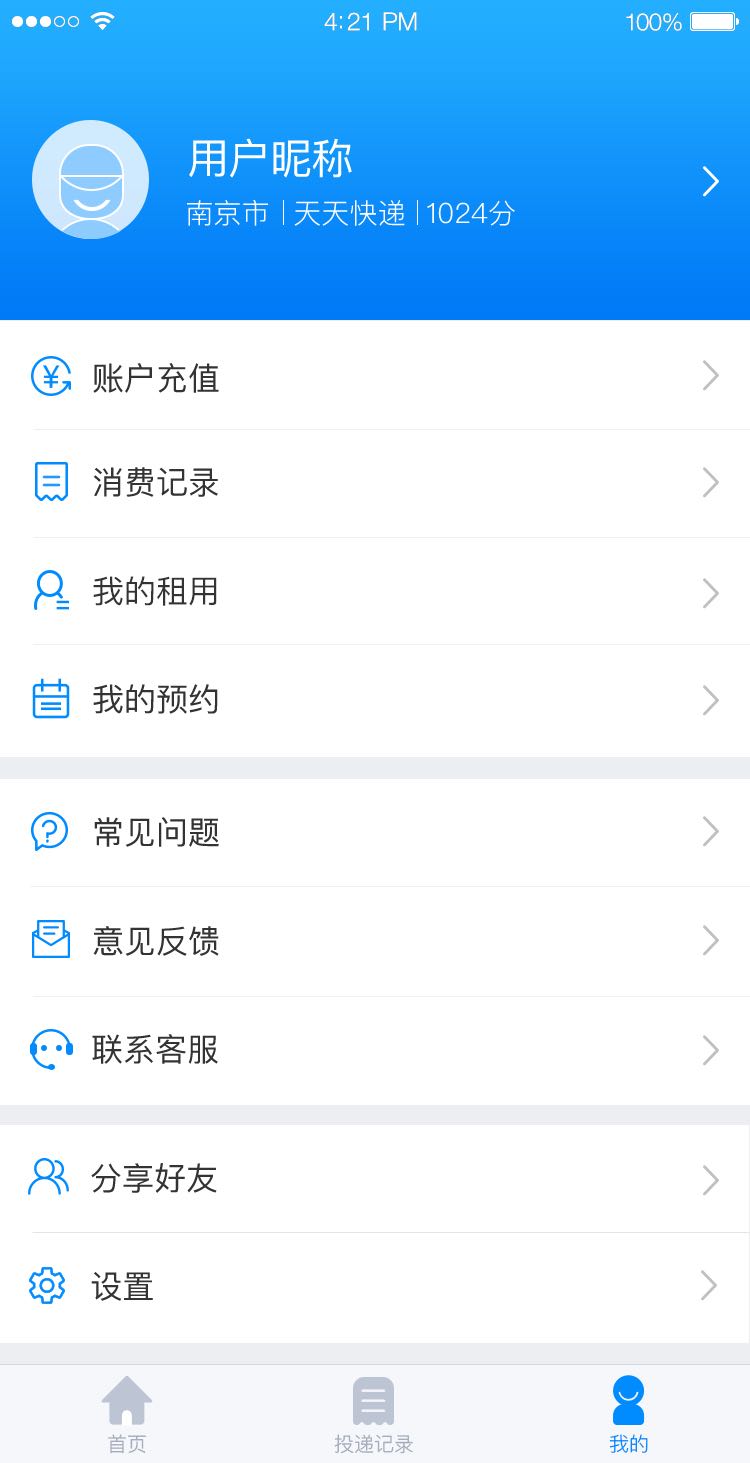 4:21 PM 100%
用户昵称
南京市 | 天天快递 | 1024分
账户充值
消费记录
我的租用
我的预约
常见问题
意见反馈
联系客服
分享好友
设置
首页 投递记录 我的